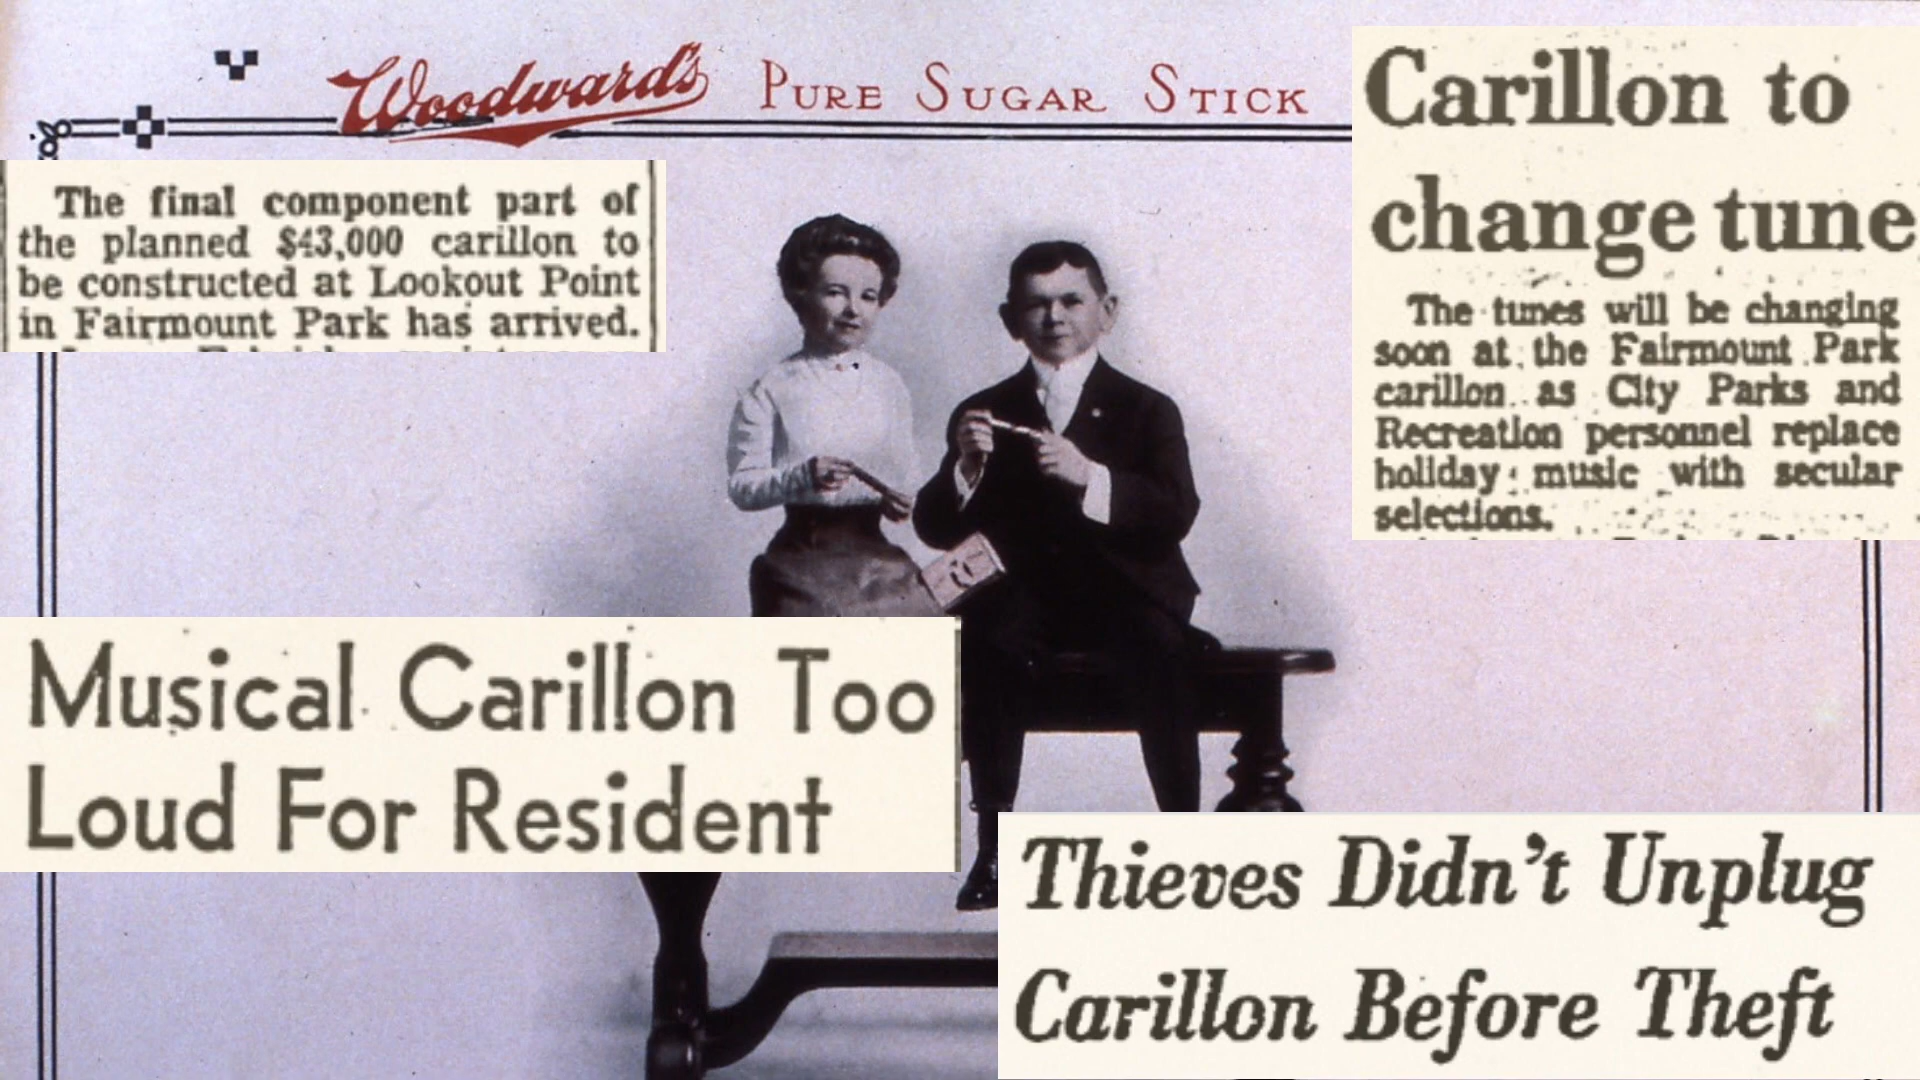 Woodward's PURE SUGAR STICK
The final component part of
the planned $43,000 carillon to
be constructed at Lookout Point
in Fairmount Park has arrived.
Carillon to
change tune
The tunes will be changing
soon at the Fairmount Park
carillon as City Parks and
Recreation personnel replace
holiday music with secular
selections.
Musical Carillon Too
Loud For Resident
Thieves Didn't Unplug
Carillon Before Theft